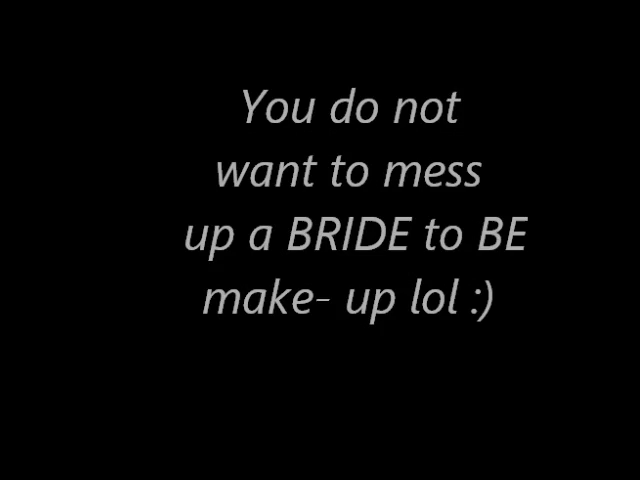 You do not
want to mess
up a BRIDE to BE
make- up lol :)